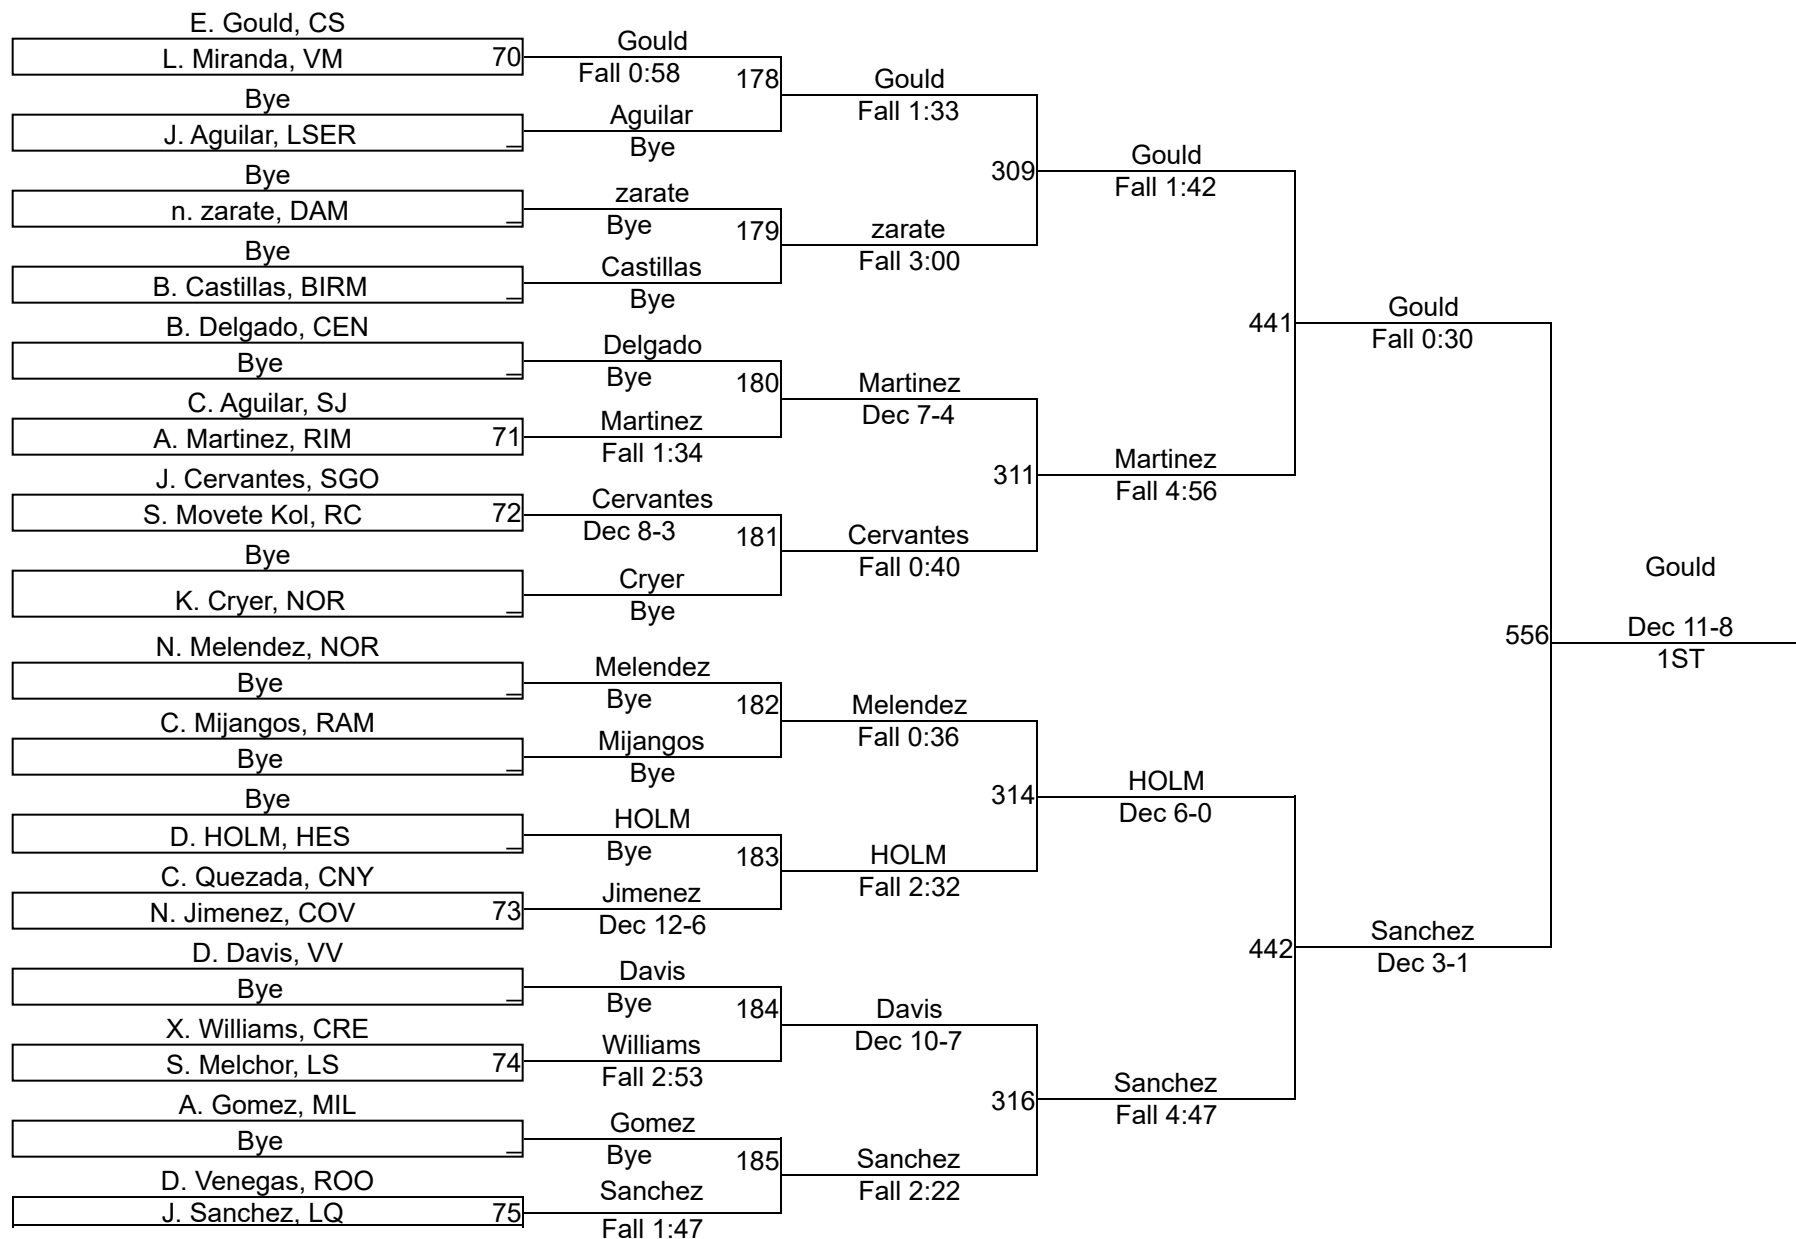 E. Gould, CS
L. Miranda, VM 70
Bye
J. Aguilar, LSER _
Bye
n. zarate, DAM _
Bye
B. Castillas, BIRM _
B. Delgado, CEN
Bye _
C. Aguilar, SJ
A. Martinez, RIM 71
J. Cervantes, SGO
S. Movete Kol, RC 72
Bye
K. Cryer, NOR _
N. Melendez, NOR
Bye _
C. Mijangos, RAM
Bye _
Bye
D. HOLM, HES _
C. Quezada, CNY
N. Jimenez, COV 73
D. Davis, VV
Bye _
X. Williams, CRE
S. Melchor, LS 74
A. Gomez, MIL
Bye _
D. Venegas, ROO
J. Sanchez, LQ 75
Gould
Fall 0:58 178
Aguilar
Bye
zarate
Bye 179
Castillas
Bye
Delgado
Bye 180
Martinez
Fall 1:34
Cervantes
Dec 8-3 181
Cryer
Bye
Melendez
Bye 182
Mijangos
Bye
HOLM
Bye 183
Jimenez
Dec 12-6
Davis
Bye 184
Williams
Fall 2:53
Gomez
Bye 185
Sanchez
Fall 1:47
Gould
Fall 1:33
309
zarate
Fall 3:00
Martinez
Dec 7-4
311
Cervantes
Fall 0:40
Melendez
Fall 0:36
314
HOLM
Fall 2:32
Davis
Dec 10-7
316
Sanchez
Fall 2:22
Gould
Fall 1:42
441
Martinez
Fall 4:56
HOLM
Dec 6-0
442
Sanchez
Fall 4:47
Gould
Fall 0:30
556
Sanchez
Dec 3-1
Gould
Dec 11-8
1ST